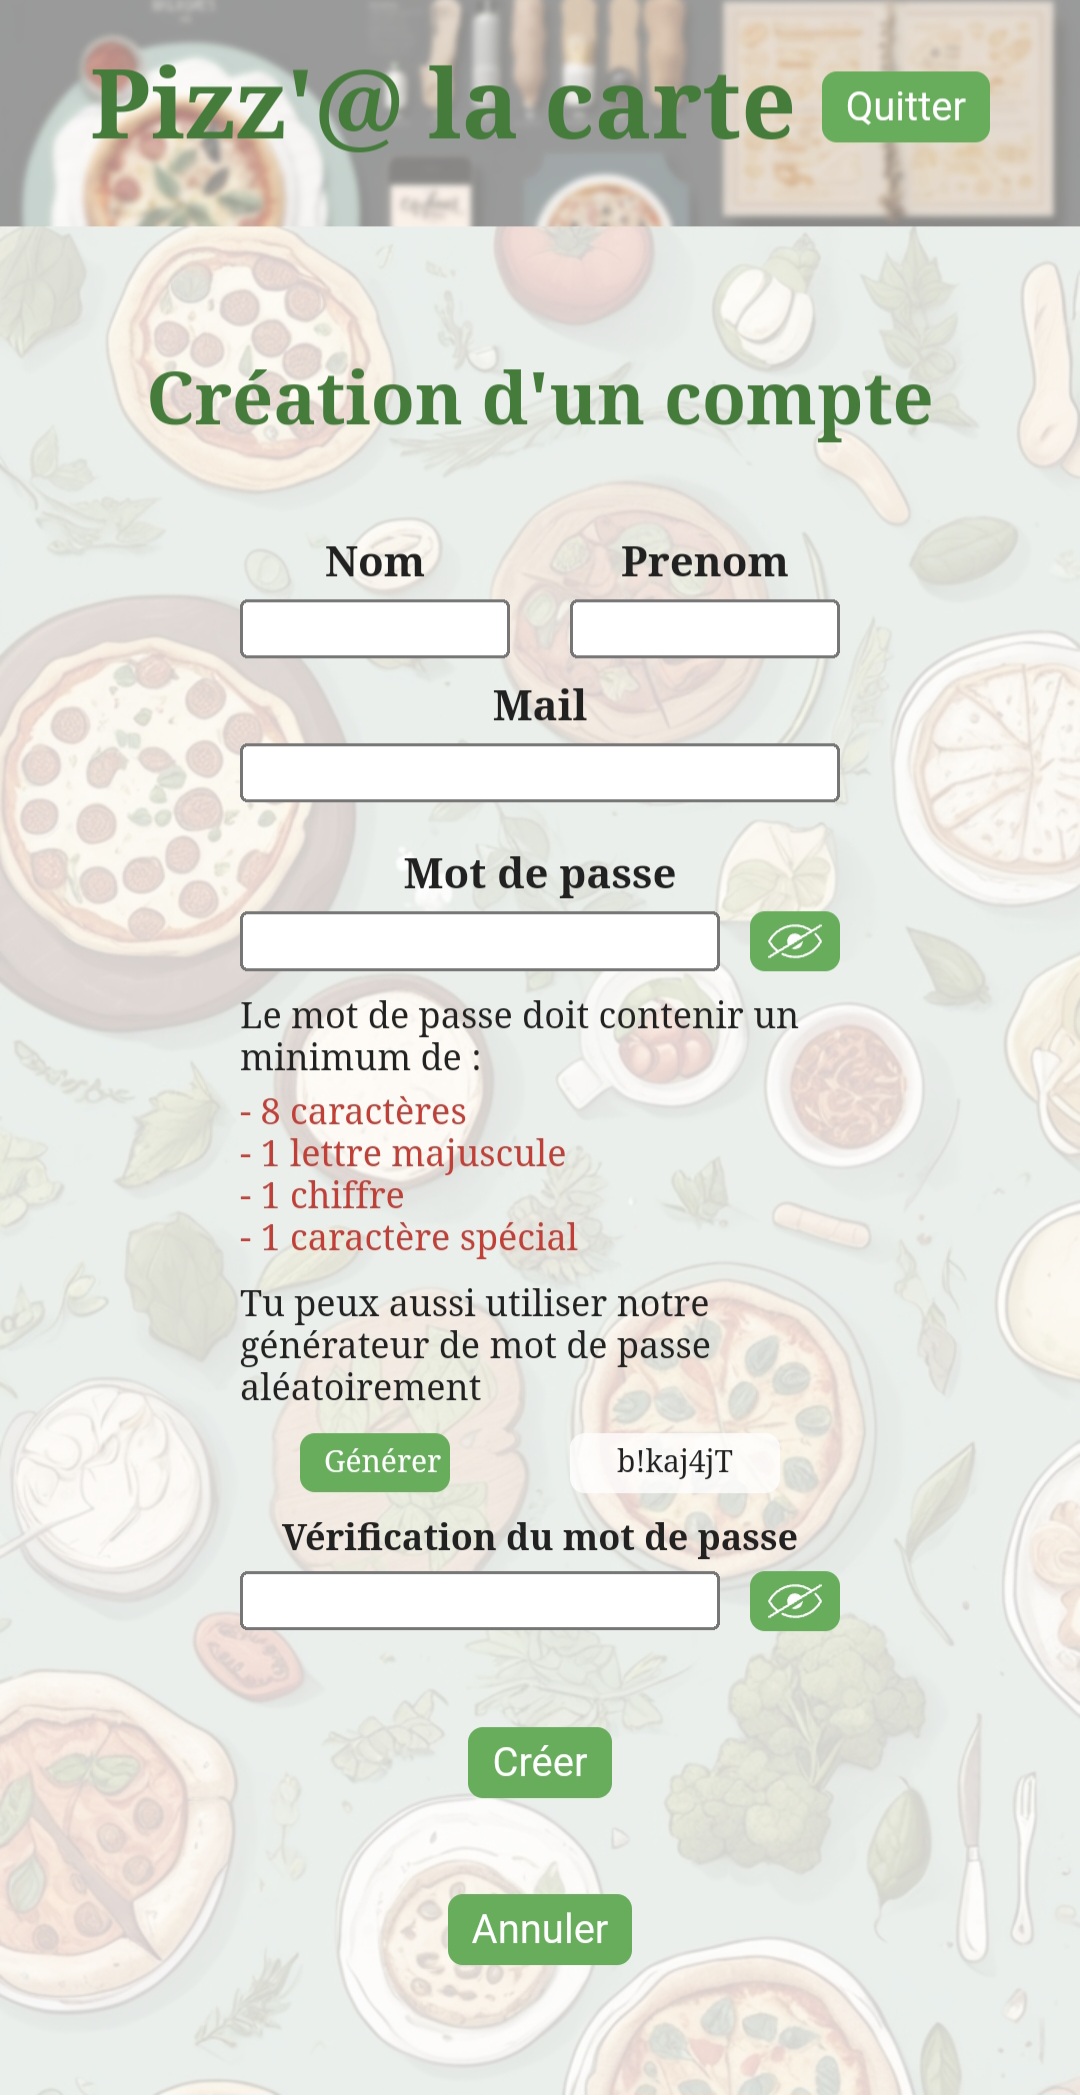 Pizz'@ la carte Quitter
Création d'un compte
Nom Prenom
Mail
Mot de passe
Le mot de passe doit contenir un
minimum de :
- 8 caractères
- 1 lettre majuscule
- 1 chiffre
- 1 caractère spécial
Tu peux aussi utiliser notre
générateur de mot de passe
aléatoirement
Générer b!kaj4jT
Vérification du mot de passe
Créer
Annuler